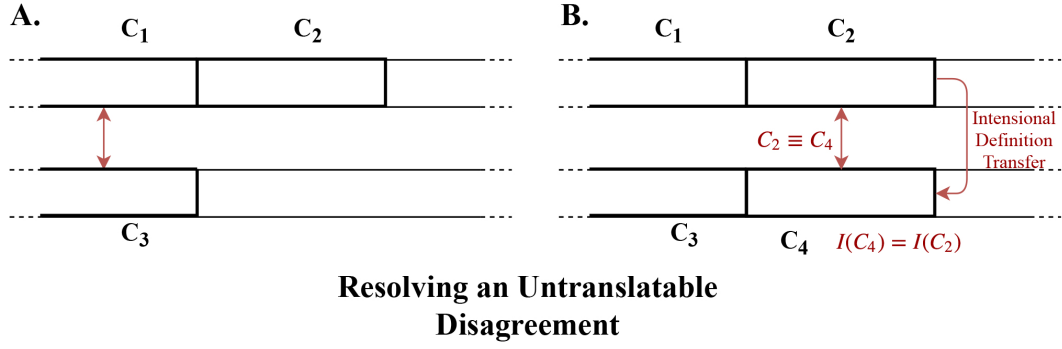 A.
C₁ C₂
C₃
B.
C₁ C₂
Intensional
Definition
Transfer
C₂ ≡ C₄
C₃ C₄ I(C₄) = I(C₂)
Resolving an Untranslatable
Disagreement